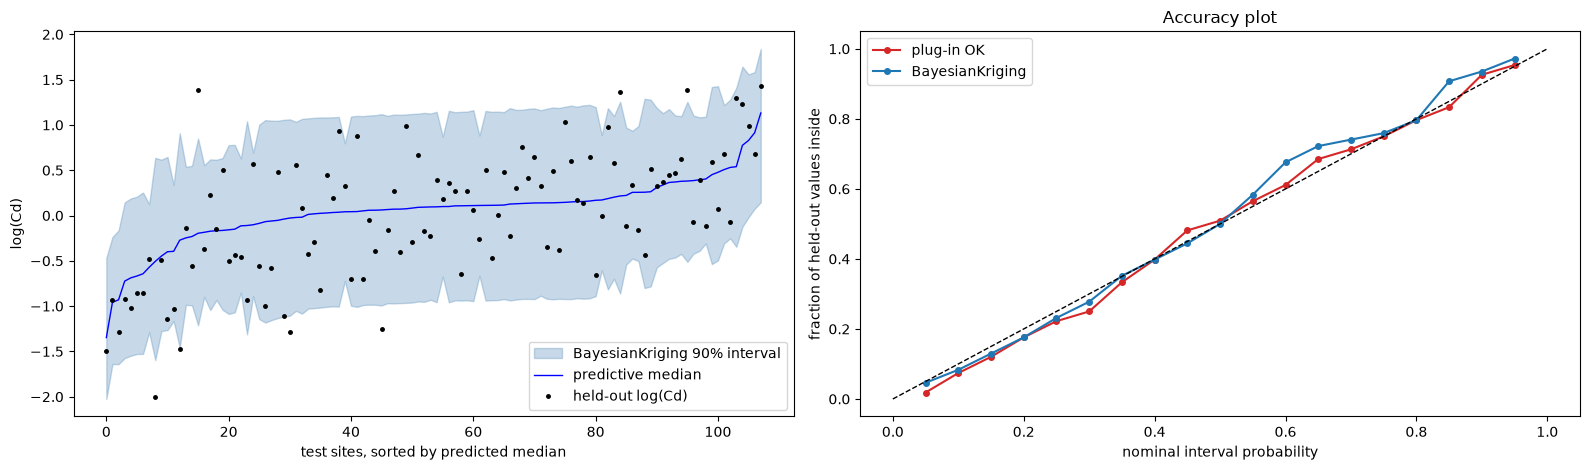 2.0
1.5
1.0
0.5
0.0
−0.5
−1.0
−1.5
−2.0
log(Cd)
BayesianKriging 90% interval
predictive median
held-out log(Cd)
0 20 40 60 80 100
test sites, sorted by predicted median
Accuracy plot
plug-in OK
BayesianKriging
1.0
0.8
0.6
0.4
0.2
0.0
fraction of held-out values inside
0.0 0.2 0.4 0.6 0.8 1.0
nominal interval probability